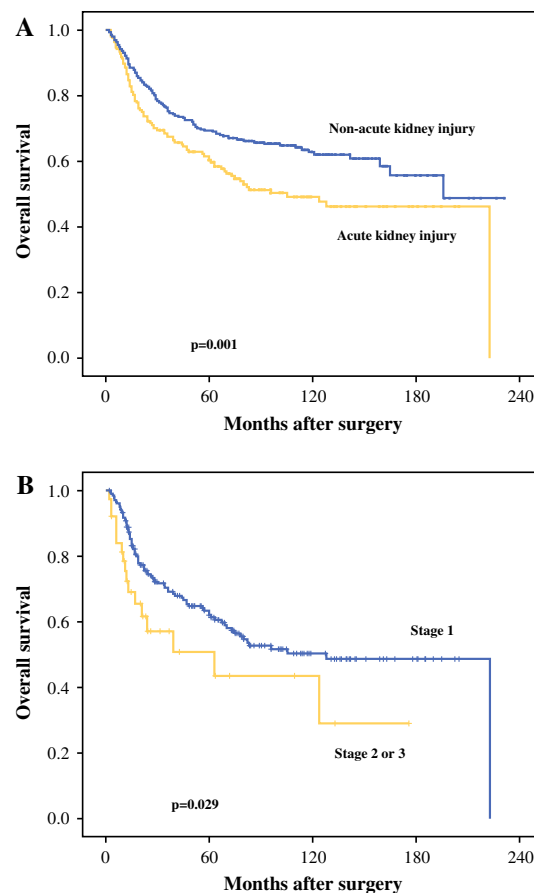 A
1.0
0.8
0.6
0.4
0.2
0.0
Overall survival
Non-acute kidney injury
Acute kidney injury
p=0.001
0 60 120 180 240
Months after surgery
B
1.0
0.8
0.6
0.4
0.2
0.0
Overall survival
Stage 1
Stage 2 or 3
p=0.029
0 60 120 180 240
Months after surgery